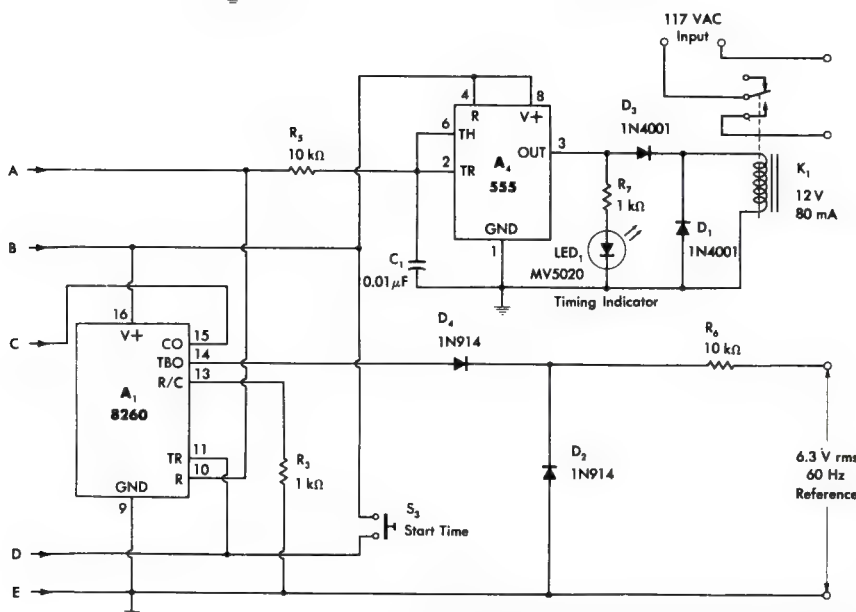 117 VAC
Input
4
8
R
V+
D₃
1N4001
6
TH
R₅
10 kΩ
A₄
555
OUT
3
2
TR
A
R₇
1 kΩ
K₁
12 V
80 mA
GND
1
D₁
1N4001
C₁
0.01 μF
LED₁
MV5020
Timing Indicator
B
16
V+
C
CO
15
TBO
14
R/C
13
A₁
8260
TR
11
R
10
GND
9
D₄
1N914
R₆
10 kΩ
R₃
1 kΩ
D₂
1N914
6.3 V rms
60 Hz
Reference
S₃
Start Time
D
E